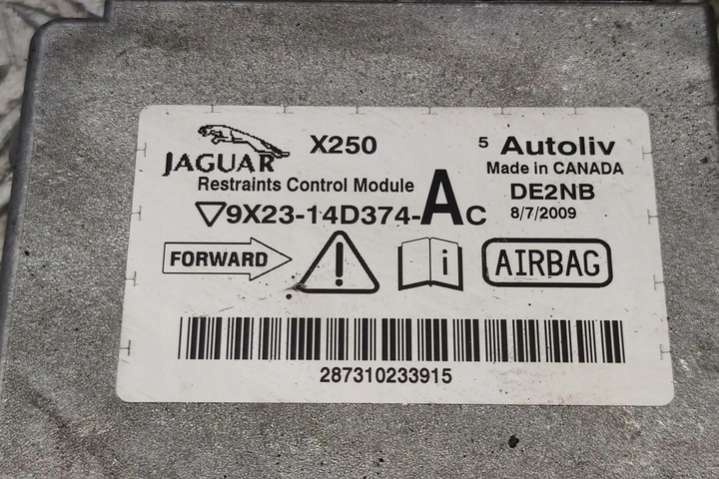 JAGUAR X250 5 Autoliv
Made in CANADA
Restraints Control Module DE2NB
9X23-14D374-AC 8/7/2009
FORWARD ! i AIRBAG
287310233915